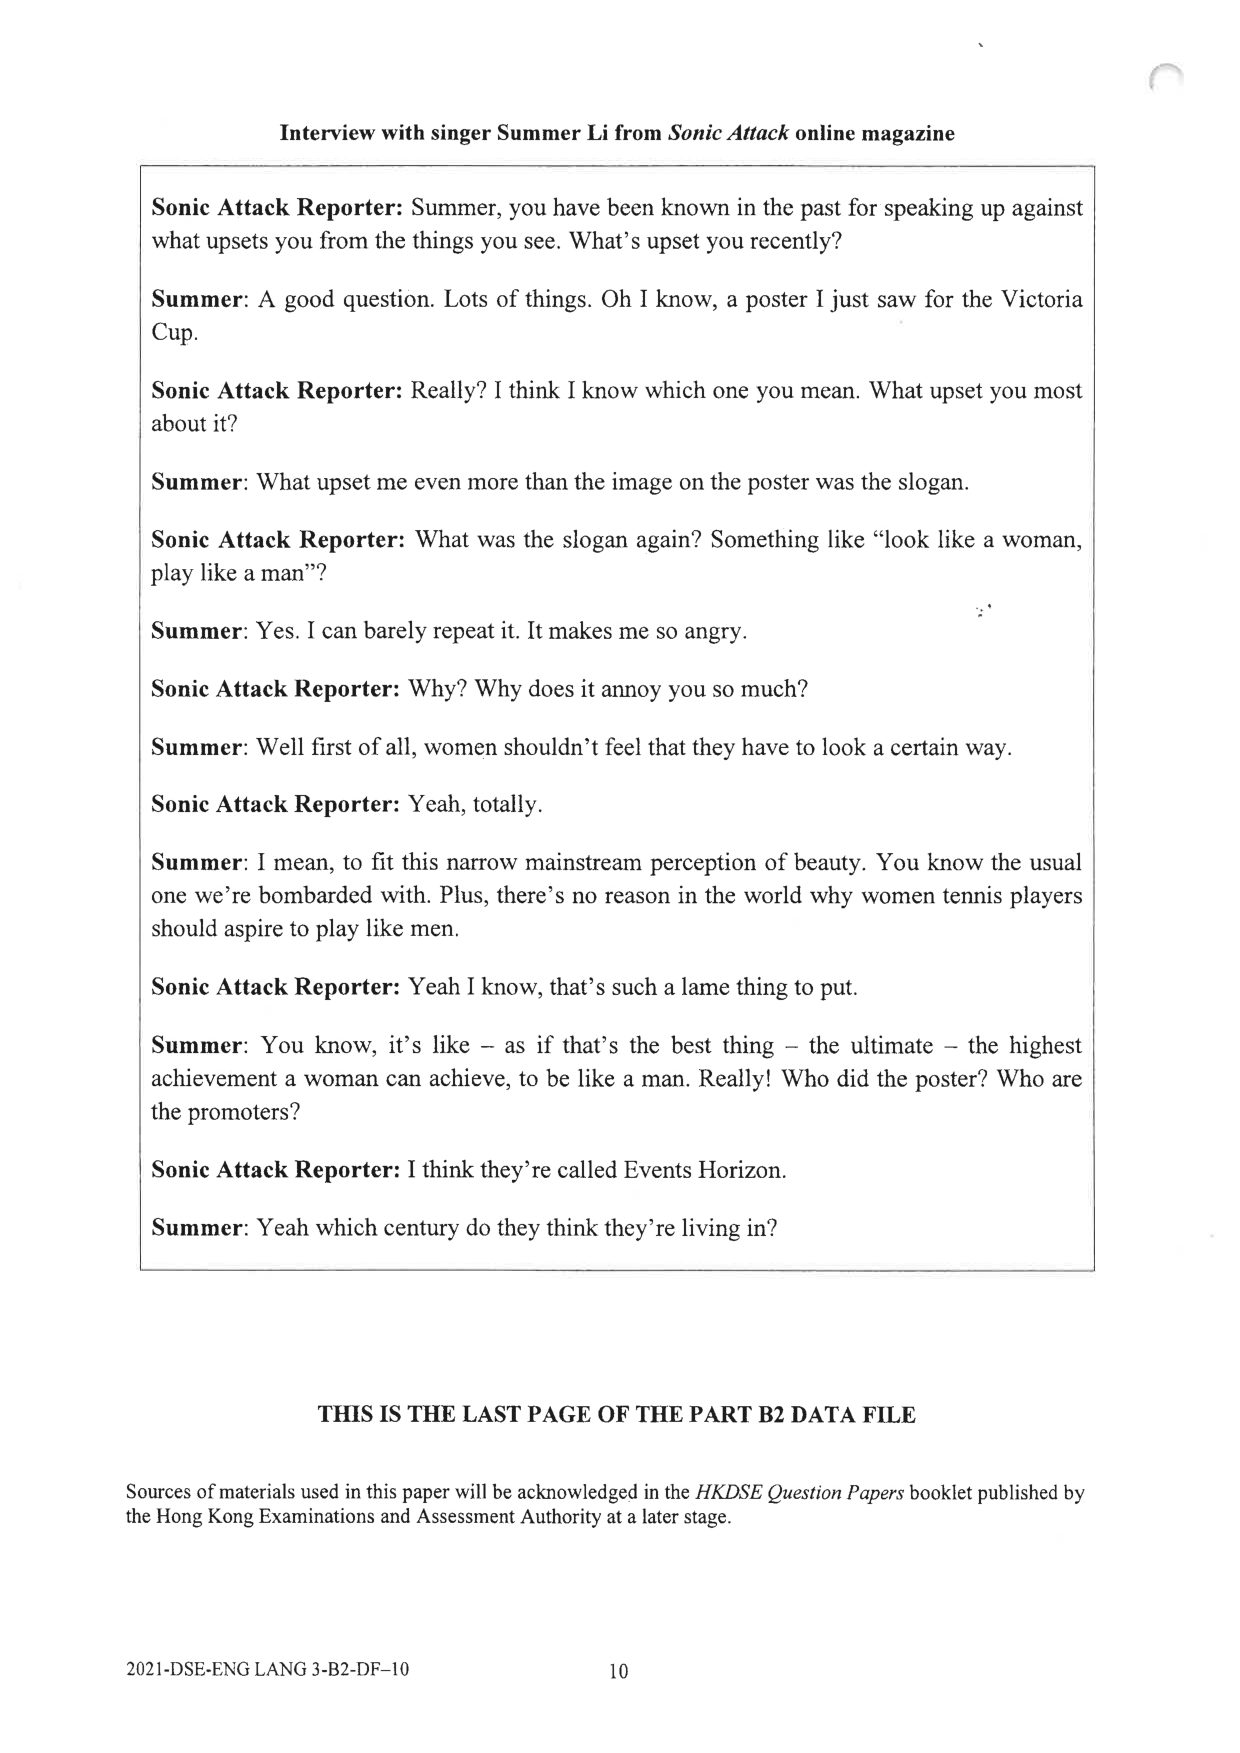 Interview with singer Summer Li from Sonic Attack online magazine
Sonic Attack Reporter: Summer, you have been known in the past for speaking up against
what upsets you from the things you see. What's upset you recently?
Summer: A good question. Lots of things. Oh I know, a poster I just saw for the Victoria
Cup.
Sonic Attack Reporter: Really? I think I know which one you mean. What upset you most
about it?
Summer: What upset me even more than the image on the poster was the slogan.
Sonic Attack Reporter: What was the slogan again? Something like “look like a woman,
play like a man”?
Summer: Yes. I can barely repeat it. It makes me so angry.
Sonic Attack Reporter: Why? Why does it annoy you so much?
Summer: Well first of all, women shouldn't feel that they have to look a certain way.
Sonic Attack Reporter: Yeah, totally.
Summer: I mean, to fit this narrow mainstream perception of beauty. You know the usual
one we're bombarded with. Plus, there's no reason in the world why women tennis players
should aspire to play like men.
Sonic Attack Reporter: Yeah I know, that's such a lame thing to put.
Summer: You know, it's like – as if that's the best thing – the ultimate – the highest
achievement a woman can achieve, to be like a man. Really! Who did the poster? Who are
the promoters?
Sonic Attack Reporter: I think they're called Events Horizon.
Summer: Yeah which century do they think they're living in?
THIS IS THE LAST PAGE OF THE PART B2 DATA FILE
Sources of materials used in this paper will be acknowledged in the HKDSE Question Papers booklet published by
the Hong Kong Examinations and Assessment Authority at a later stage.
2021-DSE-ENG LANG 3-B2-DF–10
10